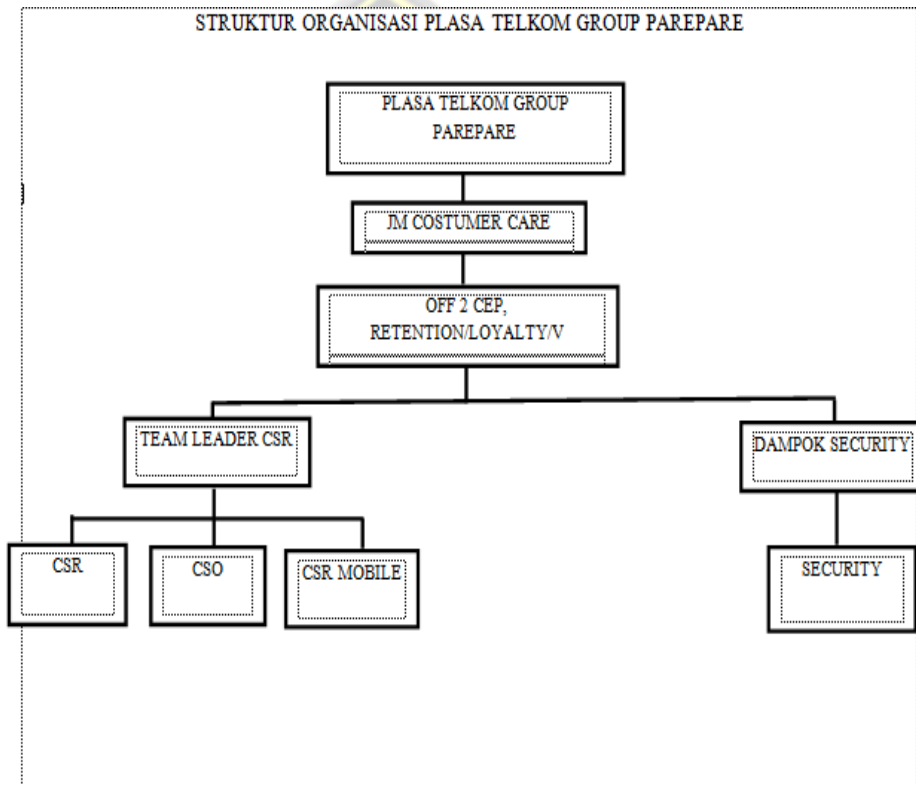 STRUKTUR ORGANISASI PLASA TELKOM GROUP PAREPARE
PLASA TELKOM GROUP
PAREPARE
JM COSTUMER CARE
OFF 2 CEP,
RETENTION/LOYALTY/V
TEAM LEADER CSR
DAMPOK SECURITY
CSR
CSO
CSR MOBILE
SECURITY